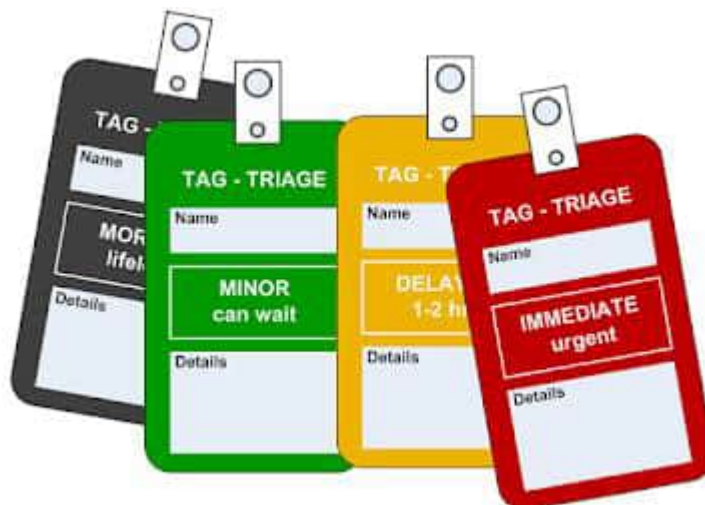 TAG -
Name
MOR
lifel
Details
TAG - TRIAGE
Name
MINOR
can wait
Details
TAG - T
Name
DELAY
1-2 h
Details
TAG - TRIAGE
Name
IMMEDIATE
urgent
Details